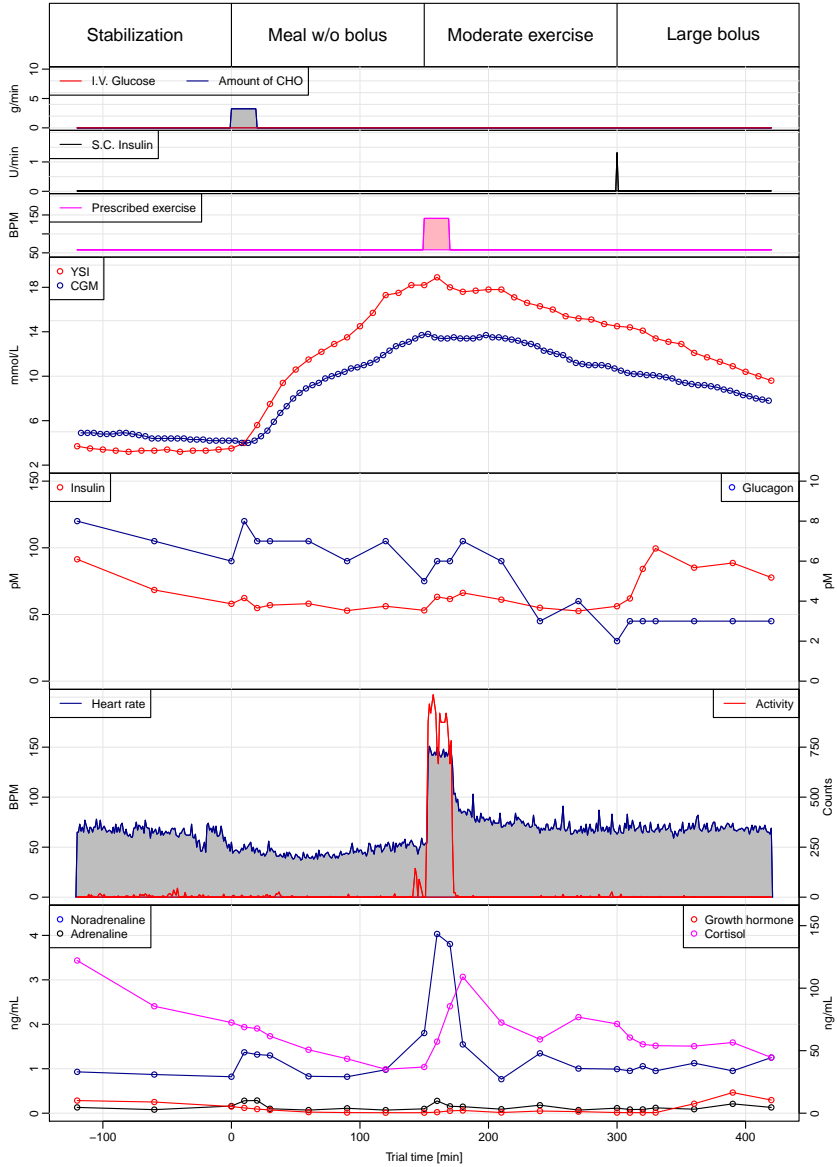 Stabilization Meal w/o bolus Moderate exercise Large bolus
I.V. Glucose Amount of CHO
g/min
0 5 10
S.C. Insulin
U/min
0 1
Prescribed exercise
BPM
50 150
YSI
CGM
mmol/L
2 6 10 14 18
Insulin
Glucagon
pM
0 50 100 150
pM
0 2 4 6 8 10
Heart rate
Activity
BPM
0 50 100 150
Counts
0 250 500 750
Noradrenaline
Adrenaline
Growth hormone
Cortisol
ng/mL
0 1 2 3 4
ng/mL
0 50 100 150
−100 0 100 200 300 400
Trial time [min]